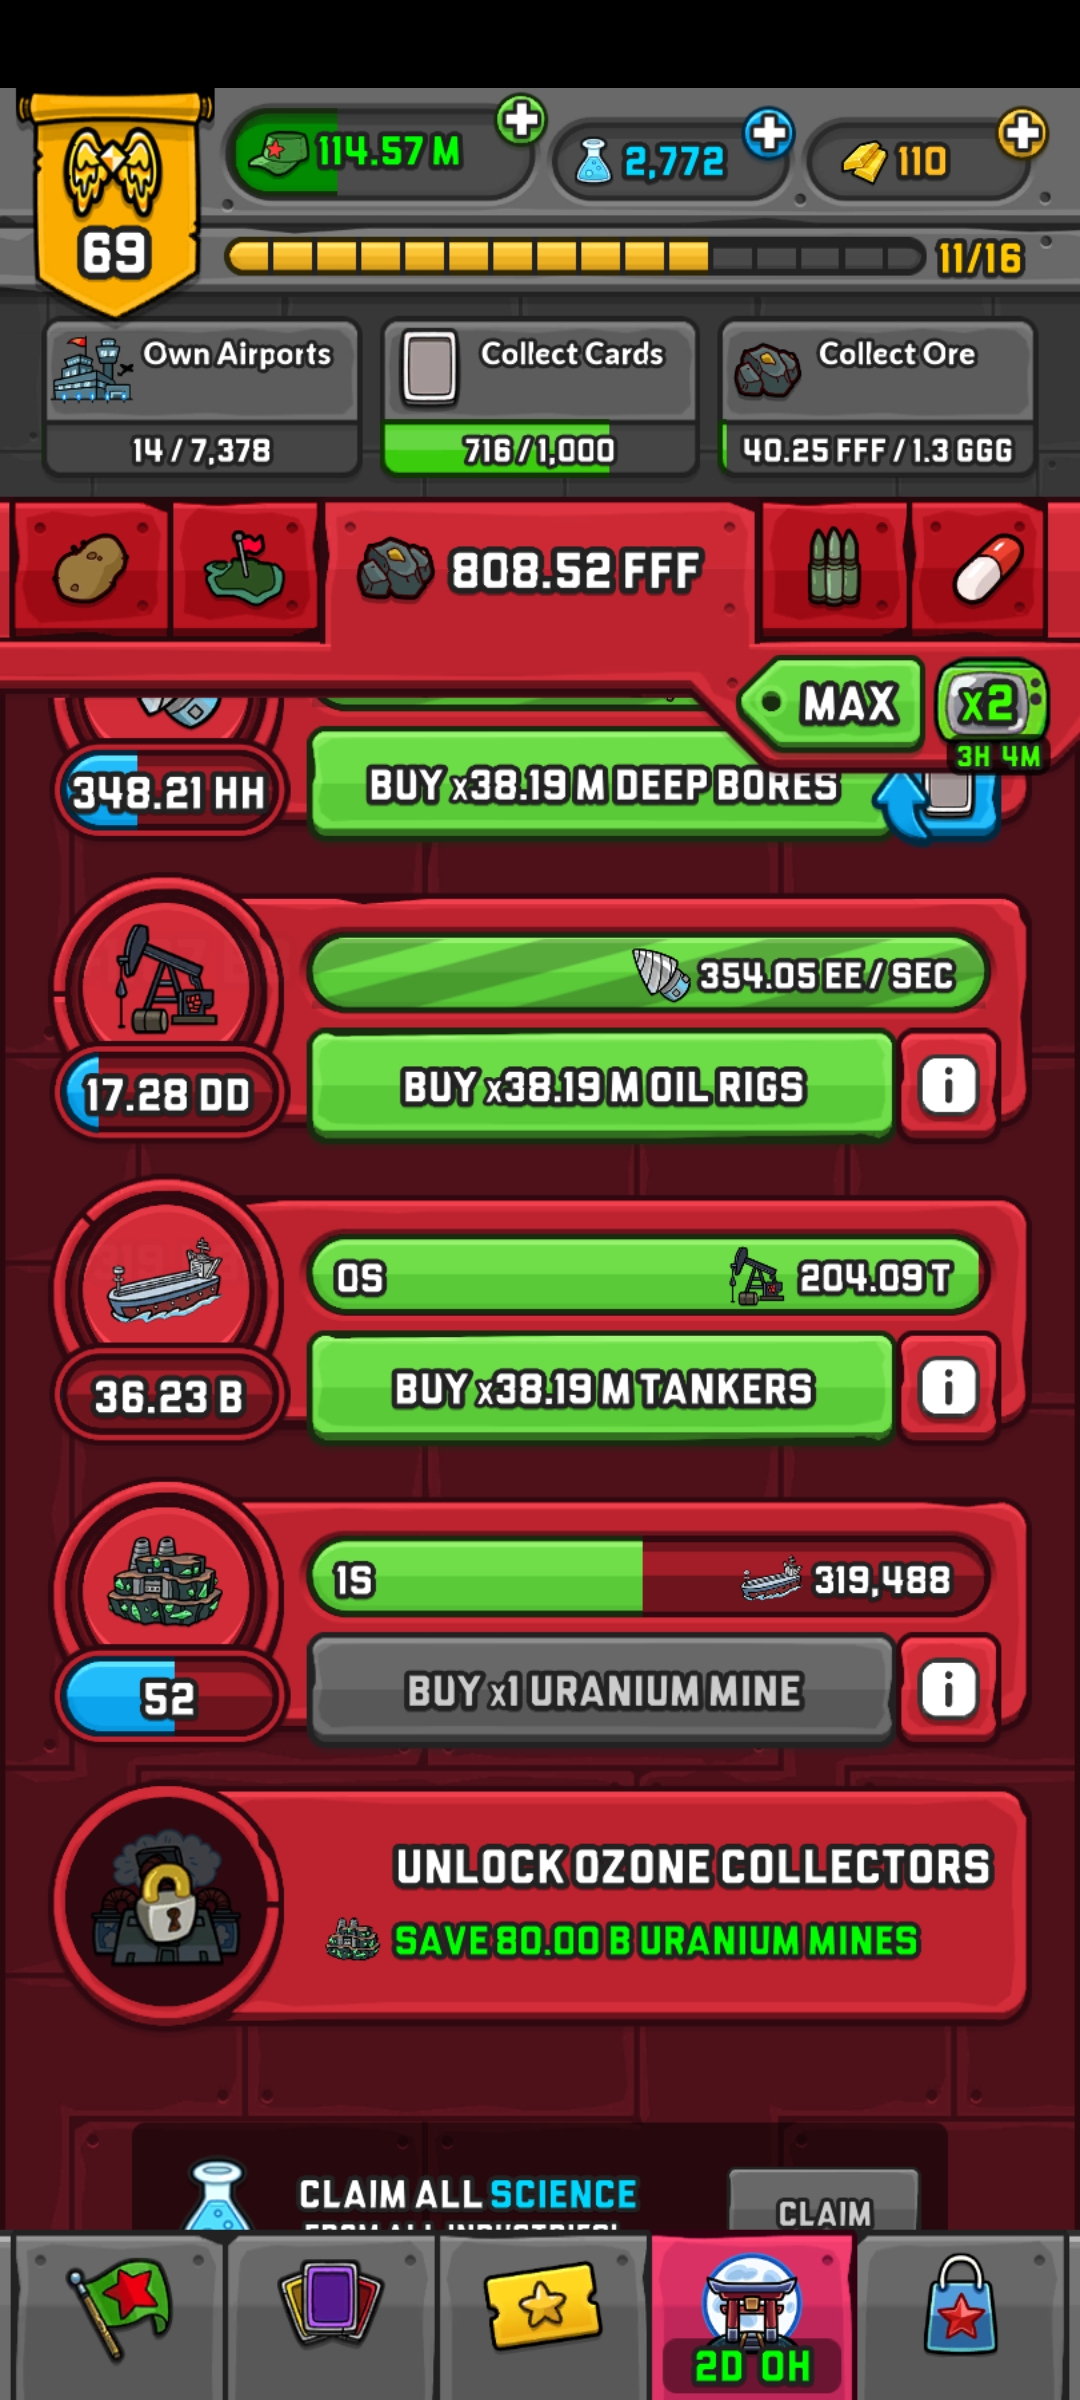 114.57 M
2,772
110
69
11/16
Own Airports
Collect Cards
Collect Ore
14 / 7,378
716 / 1,000
40.25 FFF / 1.3 GGG
808.52 FFF
MAX
x2
3H 4M
348.21 HH
BUY x38.19 M DEEP BORES
354.05 EE / SEC
17.28 DD
BUY x38.19 M OIL RIGS
i
0S
204.09 T
36.23 B
BUY x38.19 M TANKERS
i
1S
319,488
52
BUY x1 URANIUM MINE
i
UNLOCK OZONE COLLECTORS
SAVE 80.00 B URANIUM MINES
CLAIM ALL SCIENCE
FROM ALL INDUSTRIES!
CLAIM
2D 0H